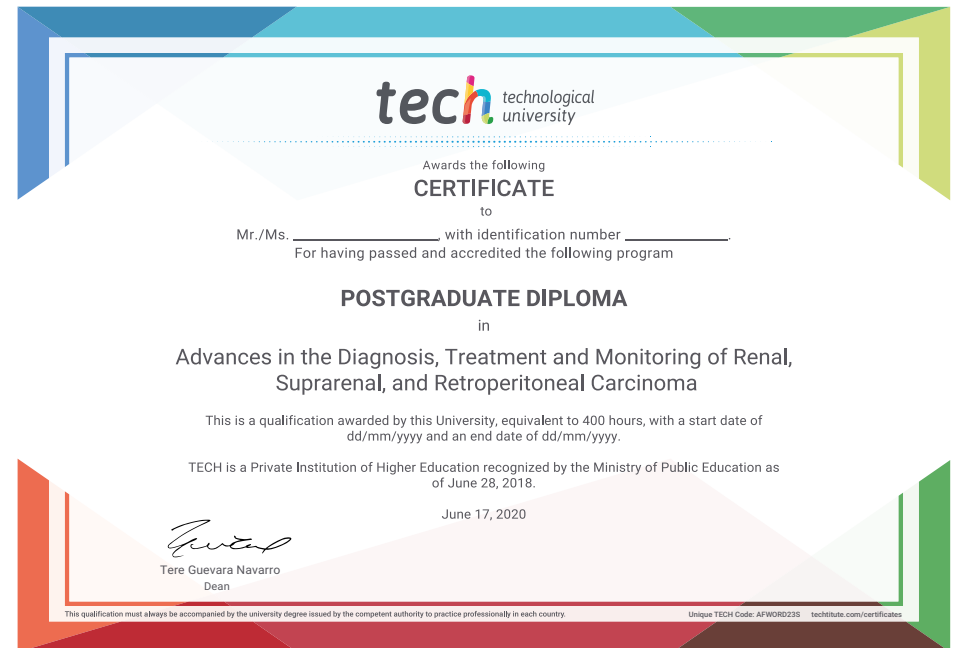 tech technological
university
Awards the following
CERTIFICATE
to
Mr./Ms. ____________________, with identification number ______________.
For having passed and accredited the following program
POSTGRADUATE DIPLOMA
in
Advances in the Diagnosis, Treatment and Monitoring of Renal,
Suprarenal, and Retroperitoneal Carcinoma
This is a qualification awarded by this University, equivalent to 400 hours, with a start date of
dd/mm/yyyy and an end date of dd/mm/yyyy.
TECH is a Private Institution of Higher Education recognized by the Ministry of Public Education as
of June 28, 2018.
June 17, 2020
Tere Guevara Navarro
Dean
This qualification must always be accompanied by the university degree issued by the competent authority to practice professionally in each country. Unique TECH Code: AFWORD23S techtitute.com/certificates